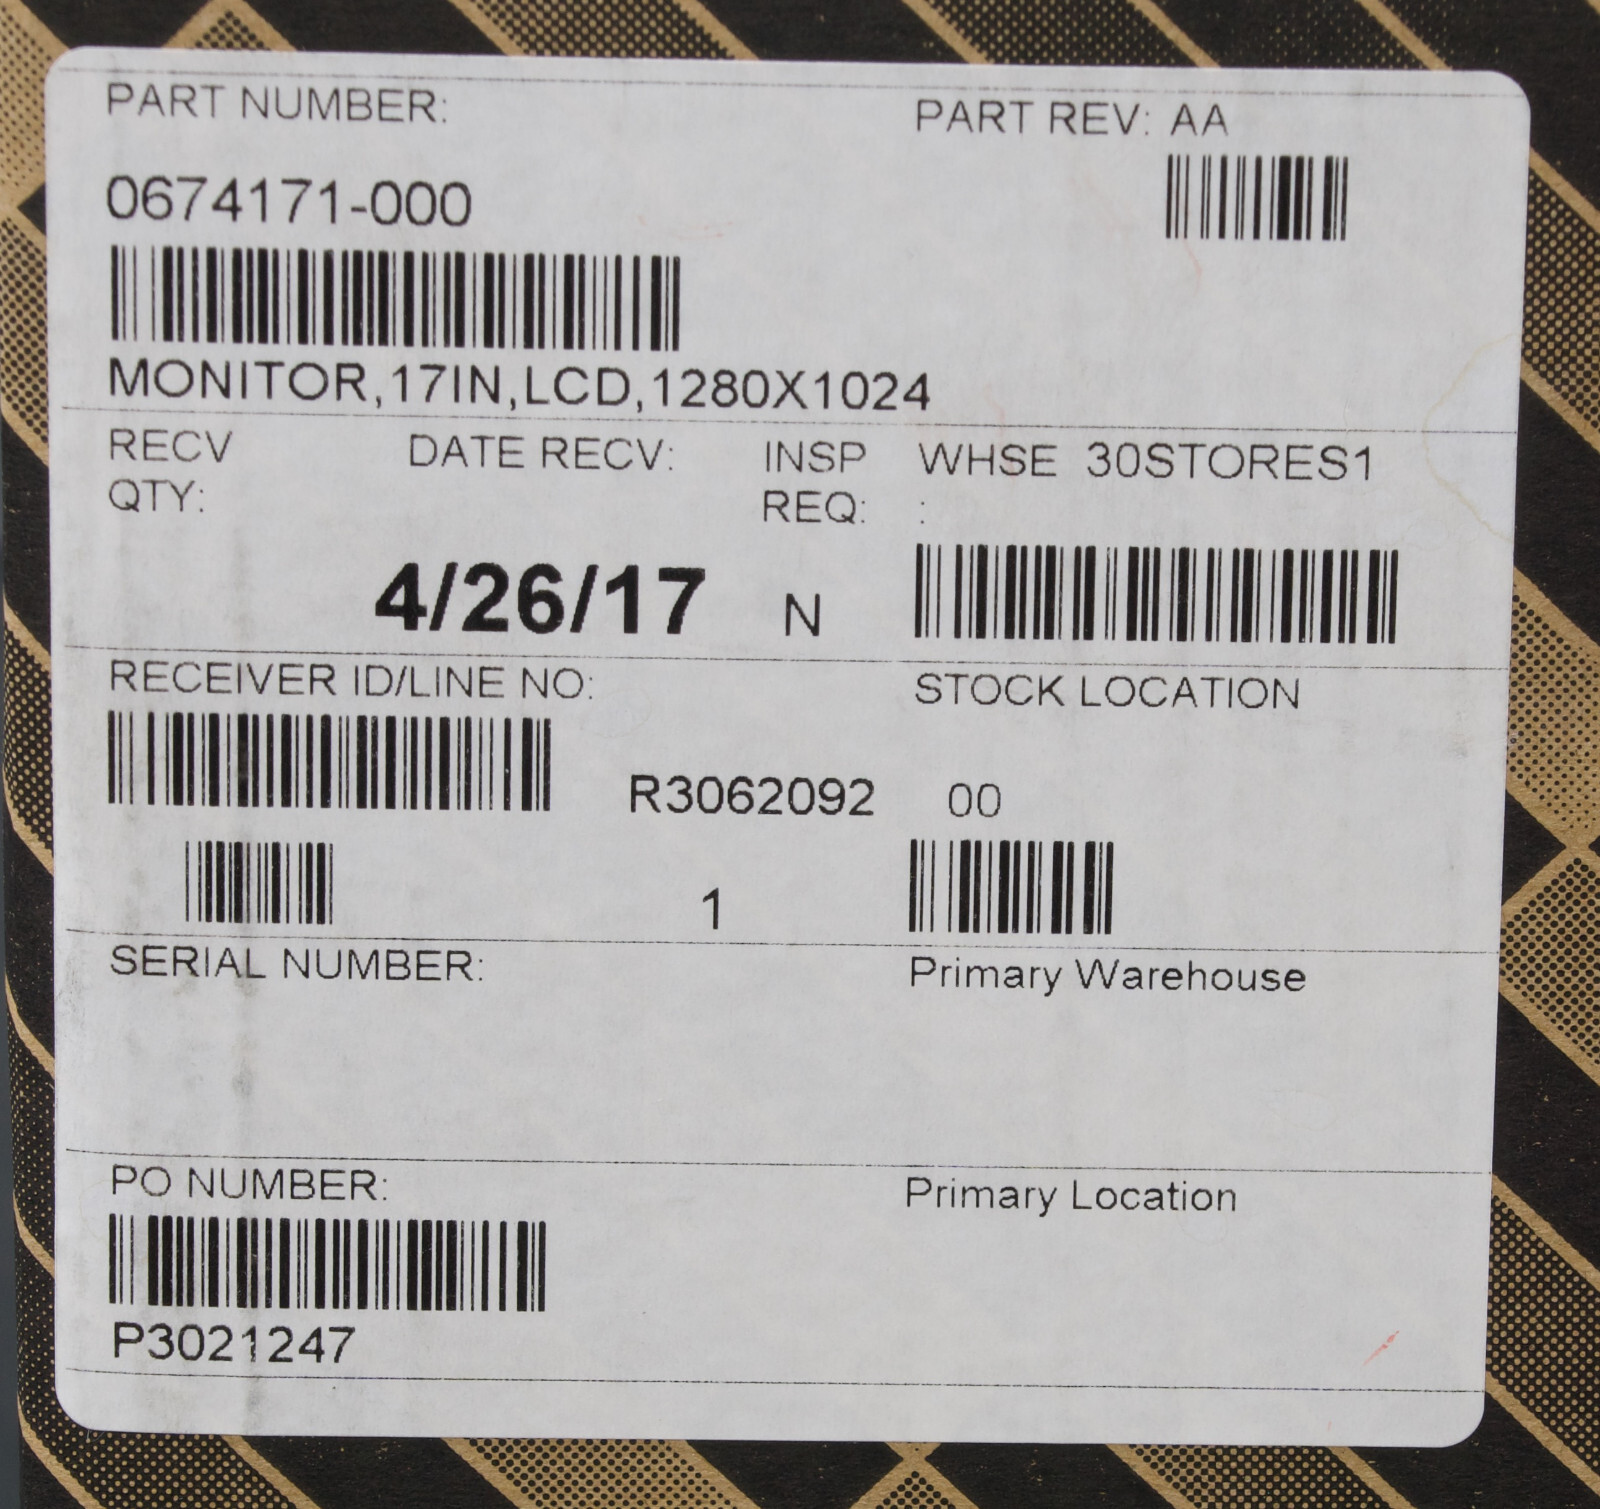 PART NUMBER:
PART REV: AA
0674171-000
MONITOR,17IN,LCD,1280X1024
RECV QTY:
DATE RECV:
INSP REQ:
WHSE 30STORES1
:
4/26/17
N
RECEIVER ID/LINE NO:
STOCK LOCATION
R3062092
00
1
SERIAL NUMBER:
Primary Warehouse
PO NUMBER:
Primary Location
P3021247